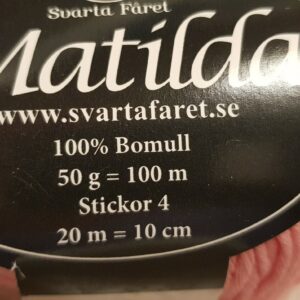 Svarta Fåret
Matilda
www.svartafaret.se
100% Bomull
50 g = 100 m
Stickor 4
20 m = 10 cm